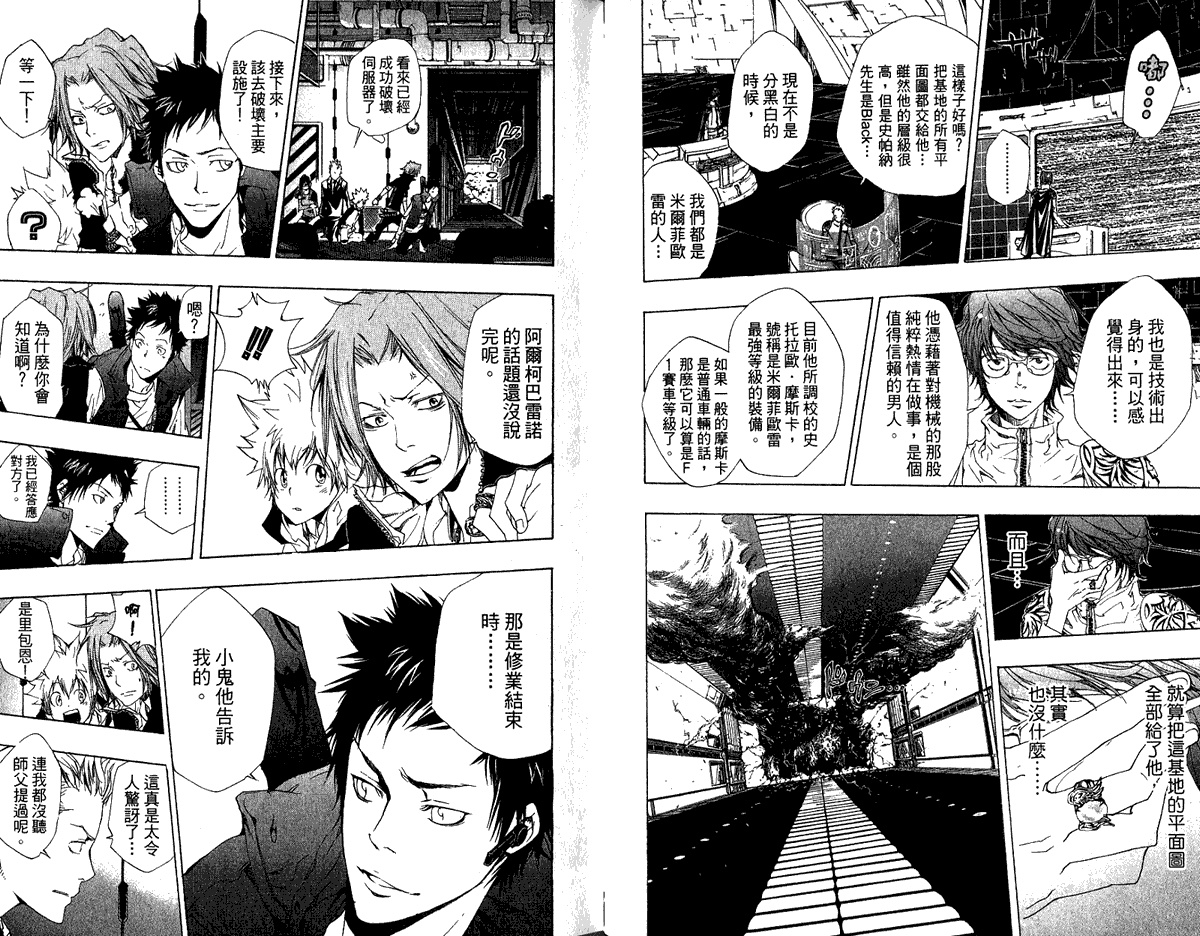 嘟…
………
這樣子好嗎？
把基地的所有平
面圖都交給他…
雖然他的層級很
高，但是史帕納
先生是Black…
現在不是
分黑白的
時候，
我們都是
米爾菲歐
雷的人…
我也是技術出
身的，可以感
覺得出來……
他憑藉著對機械的那股
純粹熱情在做事，是個
值得信賴的男人。
目前他所調校的史
托拉歐·摩斯卡，
號稱是米爾菲歐雷
最強等級的裝備。
如果一般的摩斯卡
是普通車輛的話，
那麼它可以算是F
1賽車等級了。
而且…
就算把這基地的平面圖
全部給了他，
其實
也沒什麼……
看來已經
成功破壞
伺服器了。
接下來，
該去破壞主要
設施了！
等一下！
？
阿爾柯巴雷諾
的話題還沒說
完呢。
!!
嗯？
為什麼你會
知道啊？
………
我已經答應
對方了。
那是修業結束
時………
小鬼他告訴
我的。
啊！
是里包恩！
這真是太令
人驚訝了…
連我都沒聽
師父提過呢。